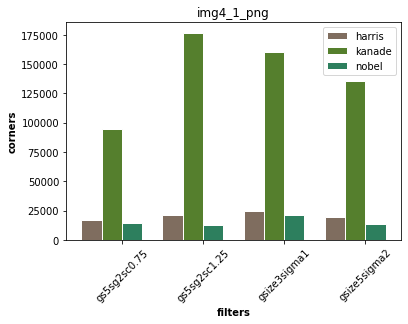 img4_1_png
harris
kanade
nobel
175000
150000
125000
100000
75000
50000
25000
0
corners
gs5sg2sc0.75
gs5sg2sc1.25
gsize3sigma1
gsize5sigma2
filters